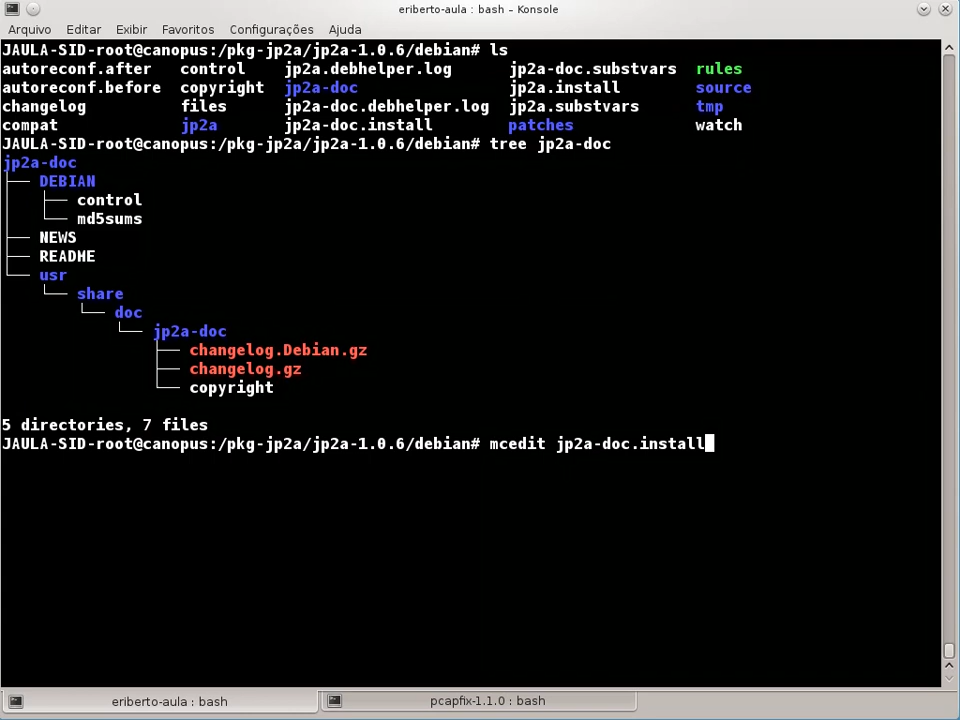 eriberto-aula : bash – Konsole
Arquivo Editar Exibir Favoritos Configurações Ajuda
JAULA-SID-root@canopus:/pkg-jp2a/jp2a-1.0.6/debian# ls
autoreconf.after control jp2a.debhelper.log jp2a-doc.substvars rules
autoreconf.before copyright jp2a-doc jp2a.install source
changelog files jp2a-doc.debhelper.log jp2a.substvars tmp
compat jp2a jp2a-doc.install patches watch
JAULA-SID-root@canopus:/pkg-jp2a/jp2a-1.0.6/debian# tree jp2a-doc
jp2a-doc
├── DEBIAN
│   ├── control
│   └── md5sums
├── NEWS
├── README
└── usr
    └── share
        └── doc
            └── jp2a-doc
                ├── changelog.Debian.gz
                ├── changelog.gz
                └── copyright
5 directories, 7 files
JAULA-SID-root@canopus:/pkg-jp2a/jp2a-1.0.6/debian# mcedit jp2a-doc.install
eriberto-aula : bash pcapfix-1.1.0 : bash